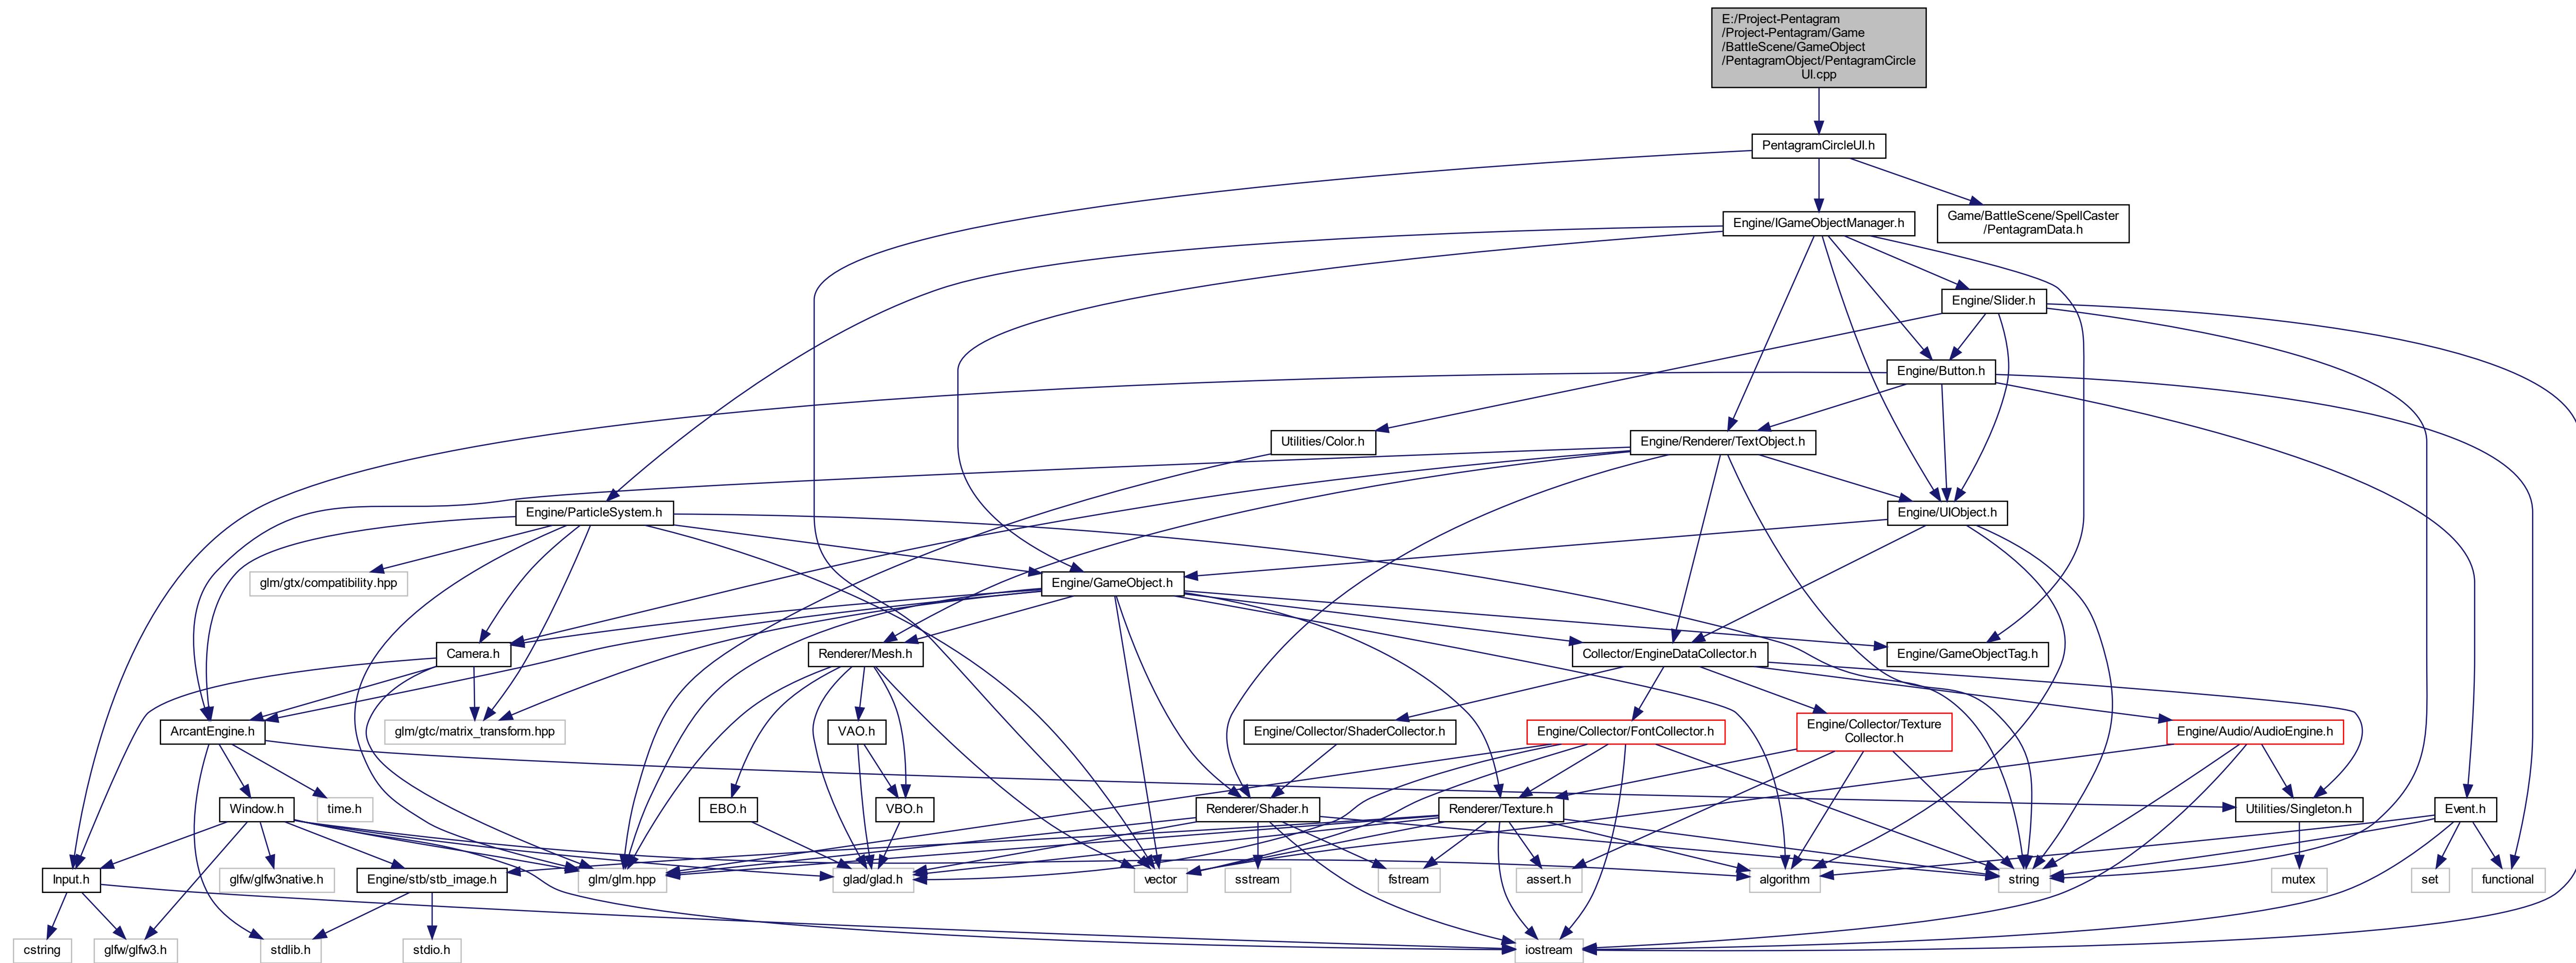 E:/Project-Pentagram
/Project-Pentagram/Game
/BattleScene/GameObject
/PentagramObject/PentagramCircle
UI.cpp
PentagramCircleUI.h
Engine/IGameObjectManager.h
Game/BattleScene/SpellCaster
/PentagramData.h
Engine/Slider.h
Engine/Button.h
Utilities/Color.h
Engine/Renderer/TextObject.h
Engine/ParticleSystem.h
Engine/UIObject.h
glm/gtx/compatibility.hpp
Engine/GameObject.h
Camera.h
Renderer/Mesh.h
Collector/EngineDataCollector.h
Engine/GameObjectTag.h
ArcantEngine.h
glm/gtc/matrix_transform.hpp
VAO.h
Engine/Collector/ShaderCollector.h
Engine/Collector/FontCollector.h
Engine/Collector/Texture
Collector.h
Engine/Audio/AudioEngine.h
Window.h
time.h
EBO.h
VBO.h
Renderer/Shader.h
Renderer/Texture.h
Utilities/Singleton.h
Event.h
Input.h
glfw/glfw3native.h
Engine/stb/stb_image.h
glm/glm.hpp
glad/glad.h
vector
sstream
fstream
assert.h
algorithm
string
mutex
set
functional
cstring
glfw/glfw3.h
stdlib.h
stdio.h
iostream